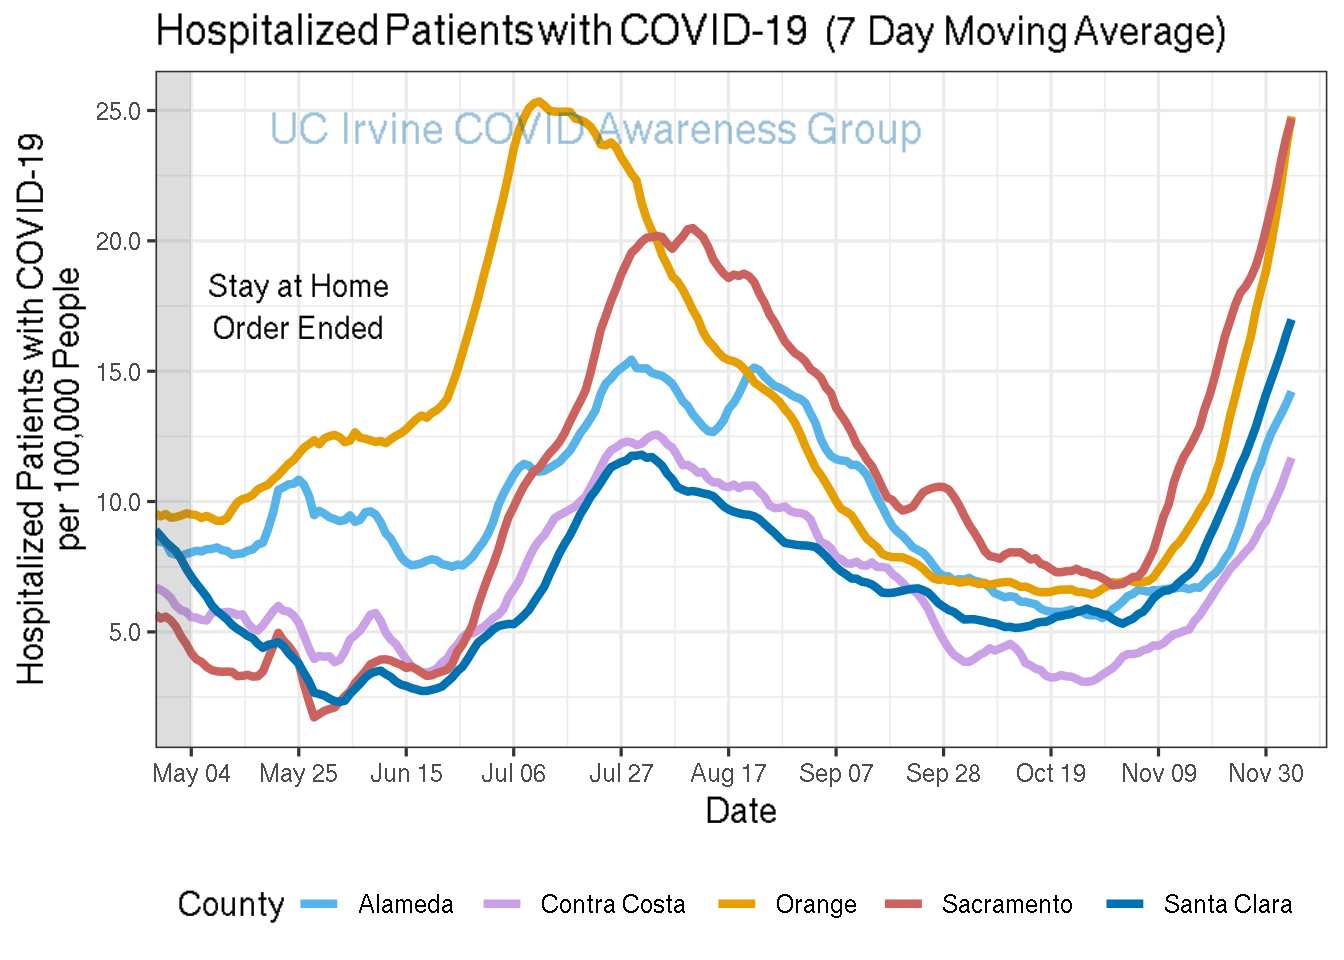 Hospitalized Patients with COVID-19 (7 Day Moving Average)
UC Irvine COVID Awareness Group
Stay at Home
Order Ended
Hospitalized Patients with COVID-19
per 100,000 People
25.0
20.0
15.0
10.0
5.0
May 04 May 25 Jun 15 Jul 06 Jul 27 Aug 17 Sep 07 Sep 28 Oct 19 Nov 09 Nov 30
Date
County Alameda Contra Costa Orange Sacramento Santa Clara